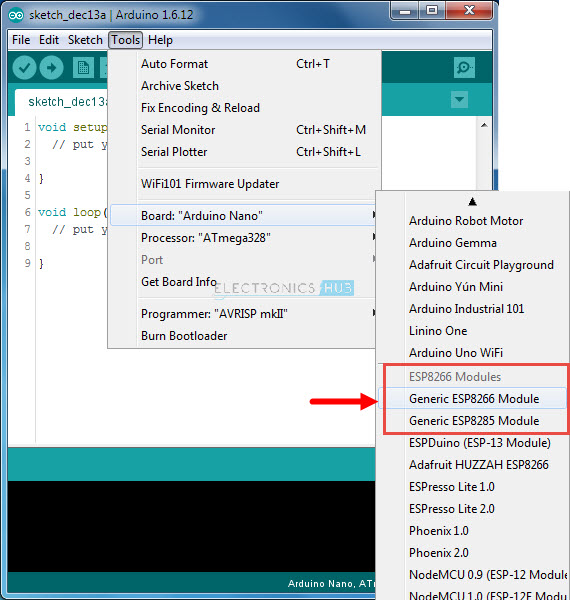 sketch_dec13a | Arduino 1.6.12
File Edit Sketch Tools Help
sketch_dec13a
1 void setup
2 // put y
3
4 }
5
6 void loop(
7 // put y
8
9 }
Auto Format Ctrl+T
Archive Sketch
Fix Encoding & Reload
Serial Monitor Ctrl+Shift+M
Serial Plotter Ctrl+Shift+L
WiFi101 Firmware Updater
Board: "Arduino Nano"
Processor: "ATmega328"
Port
Get Board Info
Programmer: "AVRISP mkII"
Burn Bootloader
ELECTRONICS HUB
Arduino Robot Motor
Arduino Gemma
Adafruit Circuit Playground
Arduino Yún Mini
Arduino Industrial 101
Linino One
Arduino Uno WiFi
ESP8266 Modules
Generic ESP8266 Module
Generic ESP8285 Module
ESPDuino (ESP-13 Module)
Adafruit HUZZAH ESP8266
ESPresso Lite 1.0
ESPresso Lite 2.0
Phoenix 1.0
Phoenix 2.0
NodeMCU 0.9 (ESP-12 Module
NodeMCU 1.0 (ESP-12E Modu
Arduino Nano, ATm